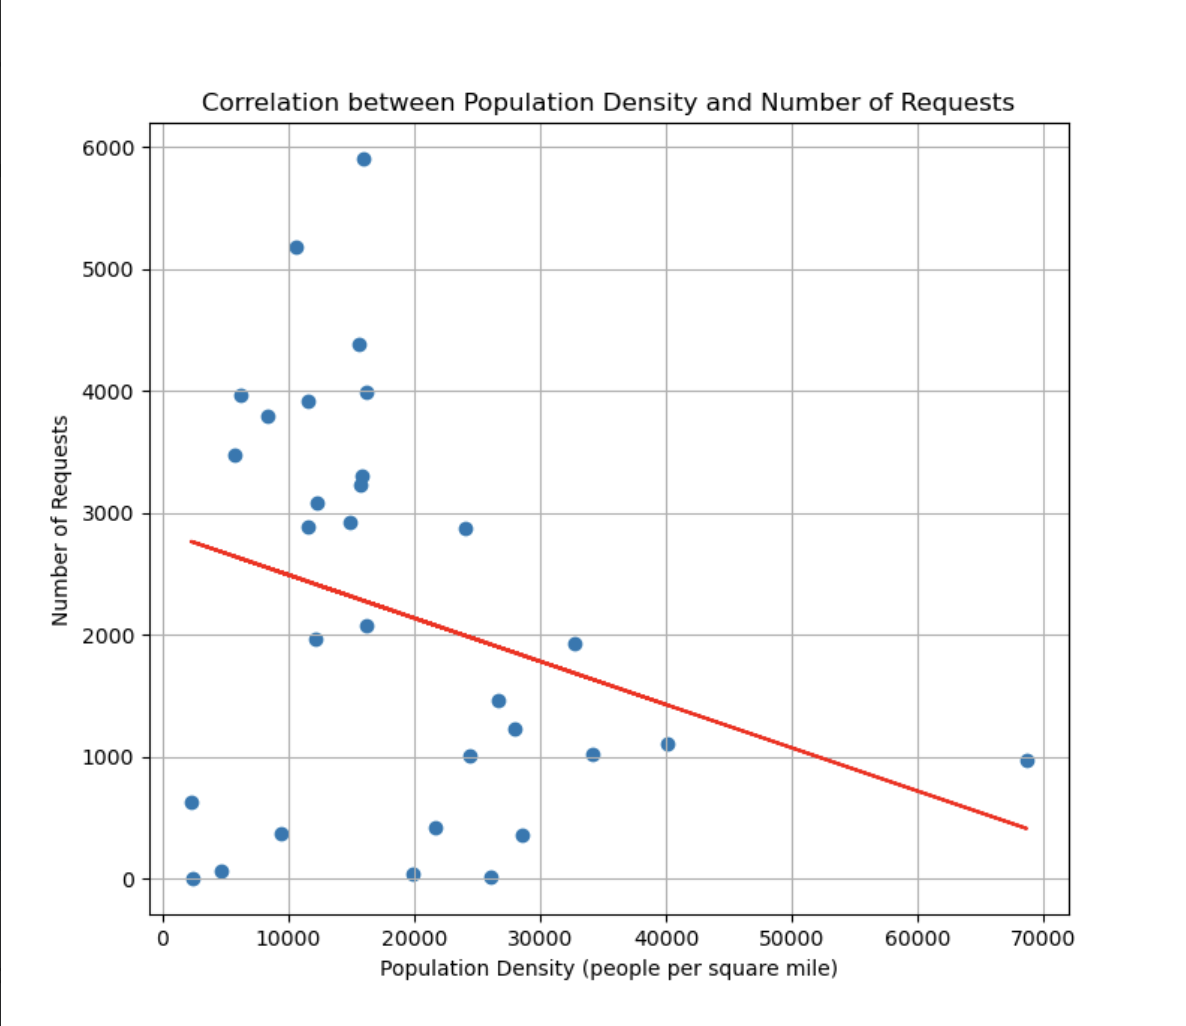 Correlation between Population Density and Number of Requests
6000
5000
4000
3000
2000
1000
0
Number of Requests
0 10000 20000 30000 40000 50000 60000 70000
Population Density (people per square mile)